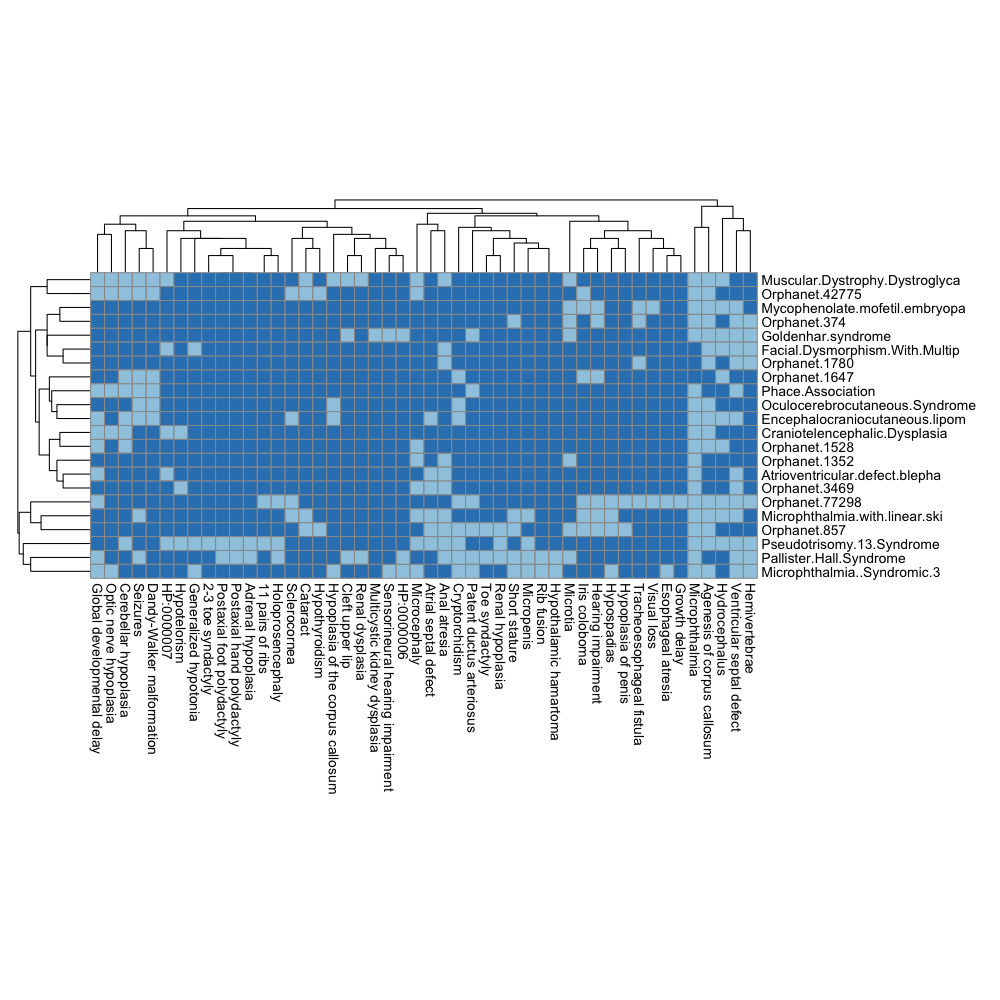 Muscular.Dystrophy.Dystroglyca
Orphanet.42775
Mycophenolate.mofetil.embryopa
Orphanet.374
Goldenhar.syndrome
Facial.Dysmorphism.With.Multip
Orphanet.1780
Orphanet.1647
Phace.Association
Oculocerebrocutaneous.Syndrome
Encephalocraniocutaneous.lipom
Craniotelencephalic.Dysplasia
Orphanet.1528
Orphanet.1352
Atrioventricular.defect.blepha
Orphanet.3469
Orphanet.77298
Microphthalmia.with.linear.ski
Orphanet.857
Pseudotrisomy.13.Syndrome
Pallister.Hall.Syndrome
Microphthalmia..Syndromic.3
Global developmental delay
Optic nerve hypoplasia
Cerebellar hypoplasia
Seizures
Dandy-Walker malformation
HP:0000007
Hypotelorism
Generalized hypotonia
2-3 toe syndactyly
Postaxial foot polydactyly
Postaxial hand polydactyly
Adrenal hypoplasia
11 pairs of ribs
Holoprosencephaly
Sclerocornea
Cataract
Hypothyroidism
Hypoplasia of the corpus callosum
Cleft upper lip
Renal dysplasia
Multicystic kidney dysplasia
Sensorineural hearing impairment
HP:0000006
Microcephaly
Atrial septal defect
Anal atresia
Cryptorchidism
Patent ductus arteriosus
Toe syndactyly
Renal hypoplasia
Short stature
Micropenis
Rib fusion
Hypothalamic hamartoma
Microtia
Iris coloboma
Hearing impairment
Hypospadias
Hypoplasia of penis
Tracheoesophageal fistula
Visual loss
Esophageal atresia
Growth delay
Microphthalmia
Agenesis of corpus callosum
Hydrocephalus
Ventricular septal defect
Hemivertebrae